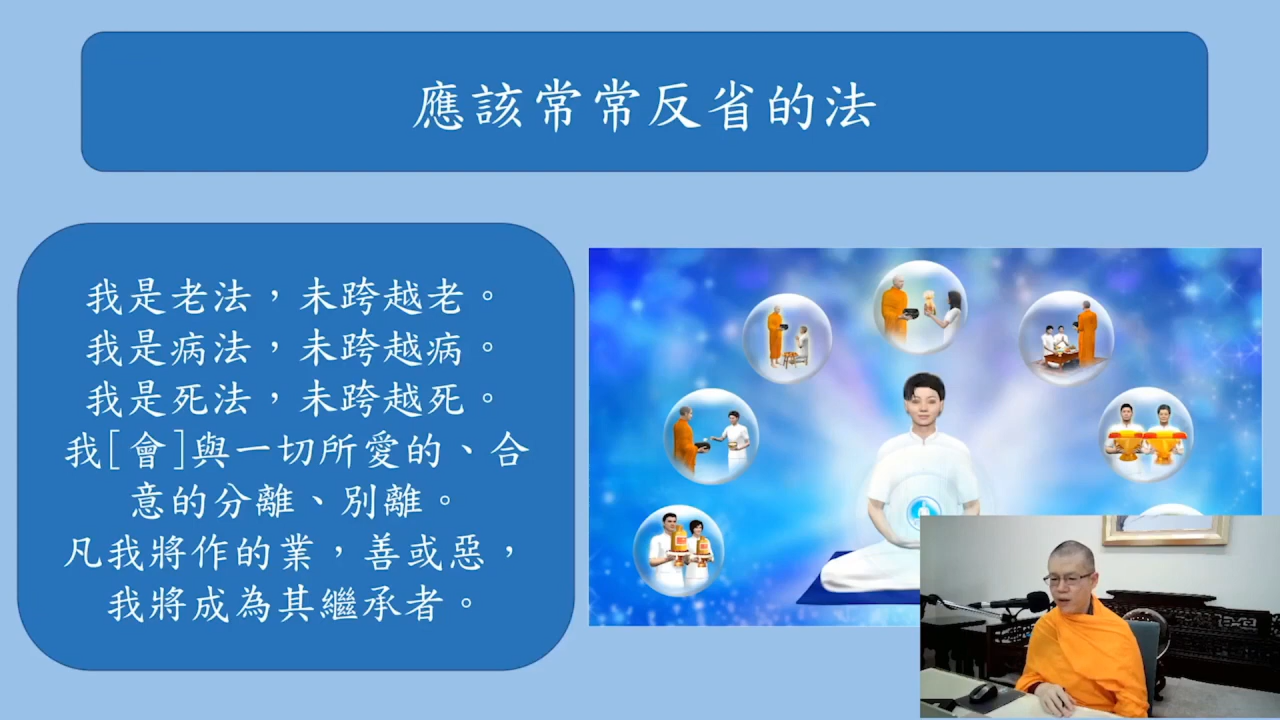 應該常常反省的法
我是老法，未跨越老。
我是病法，未跨越病。
我是死法，未跨越死。
我[會]與一切所愛的、合
意的分離、別離。
凡我將作的業，善或惡，
我將成為其繼承者。